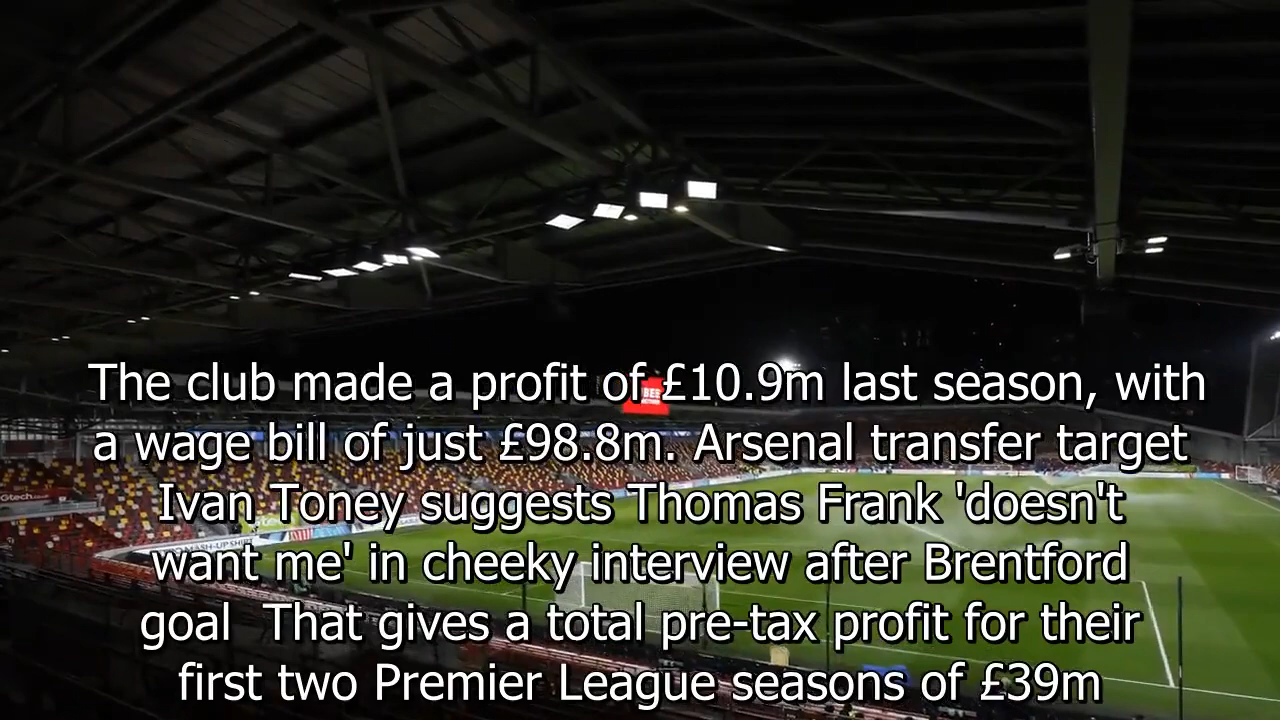 The club made a profit of £10.9m last season, with
a wage bill of just £98.8m. Arsenal transfer target
Ivan Toney suggests Thomas Frank 'doesn't
want me' in cheeky interview after Brentford
goal  That gives a total pre-tax profit for their
first two Premier League seasons of £39m
BEE
Gtech